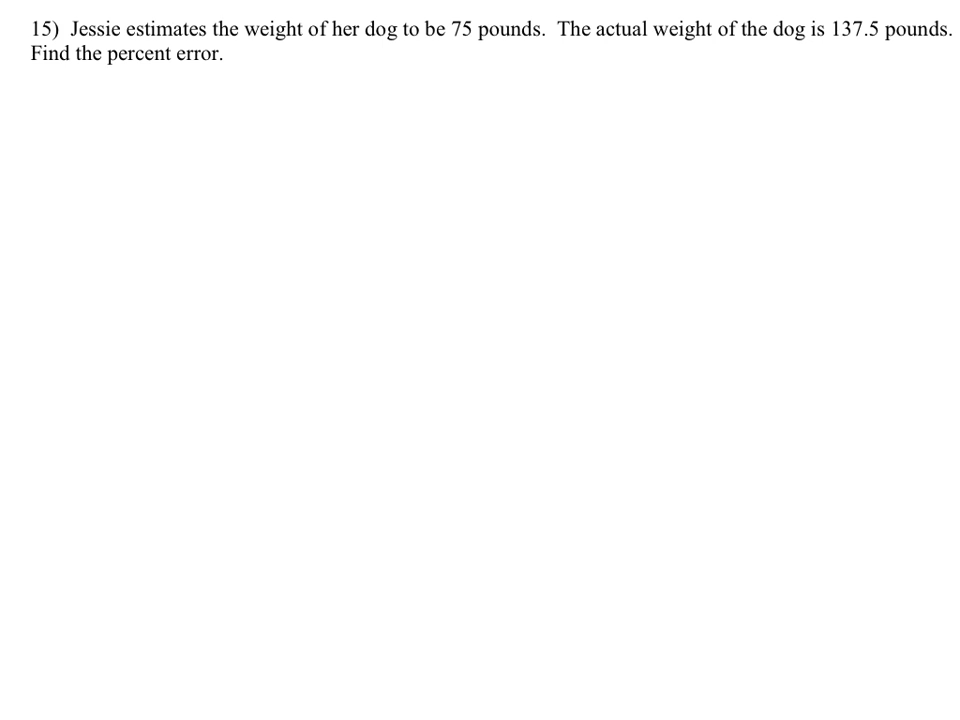 15)  Jessie estimates the weight of her dog to be 75 pounds.  The actual weight of the dog is 137.5 pounds.
Find the percent error.